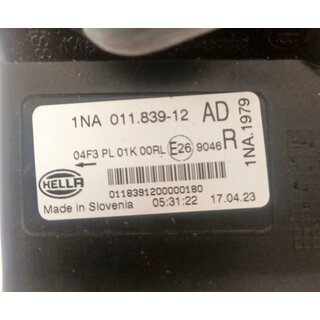 1NA 011.839-12 AD
04F3 PL 01K 00RL E26 9046 R
1NA.1979
HELLA
0118391200000180
Made in Slovenia 05:31:22 17.04.23